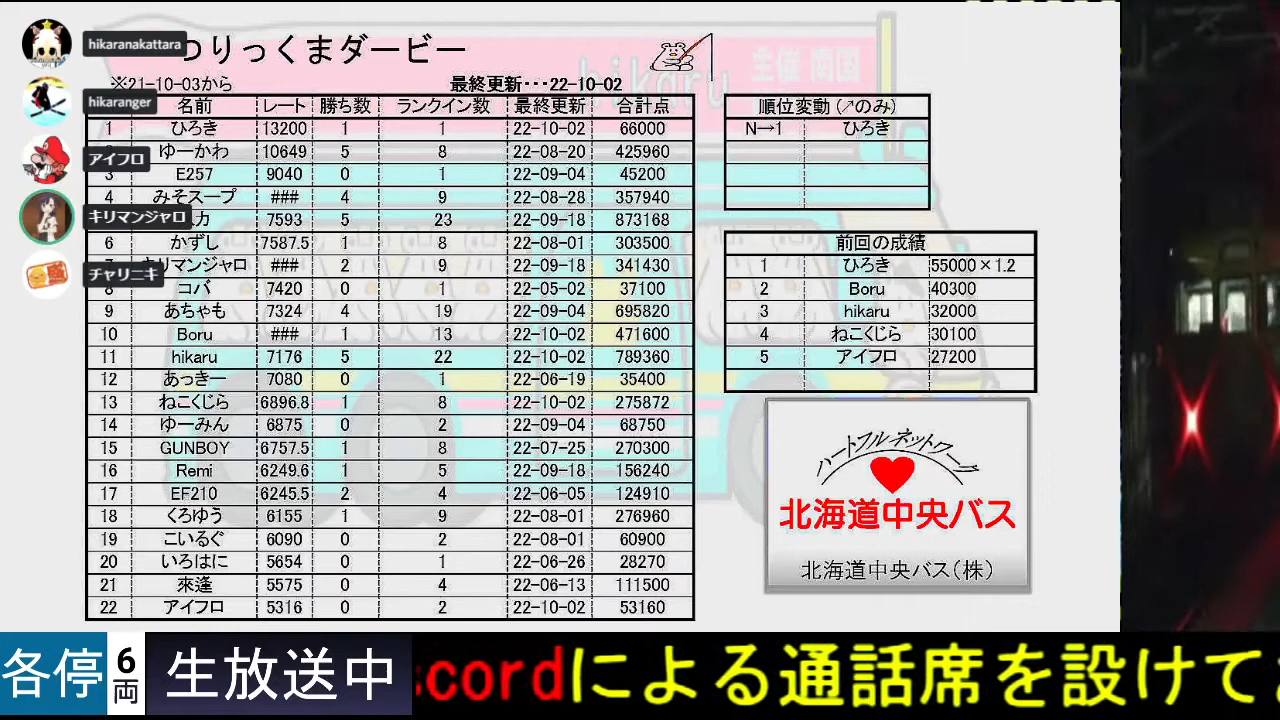 つりっくまダービー
※21-10-03から
最終更新･･･22-10-02
名前 レート 勝ち数 ランクイン数 最終更新 合計点
1 ひろき 13200 1 1 22-10-02 66000
ゆーかわ 10649 5 8 22-08-20 425960
3 E257 9040 0 1 22-09-04 45200
4 みそスープ ### 4 9 22-08-28 357940
力 7593 5 23 22-09-18 873168
6 かずし 7587.5 1 8 22-08-01 303500
キリマンジャロ ### 2 9 22-09-18 341430
8 コバ 7420 0 1 22-05-02 37100
9 あちゃも 7324 4 19 22-09-04 695820
10 Boru ### 1 13 22-10-02 471600
11 hikaru 7176 5 22 22-10-02 789360
12 あっきー 7080 0 1 22-06-19 35400
13 ねこくじら 6896.8 1 8 22-10-02 275872
14 ゆーみん 6875 0 2 22-09-04 68750
15 GUNBOY 6757.5 1 8 22-07-25 270300
16 Remi 6249.6 1 5 22-09-18 156240
17 EF210 6245.5 2 4 22-06-05 124910
18 くろゆう 6155 1 9 22-08-01 276960
19 こいるぐ 6090 0 2 22-08-01 60900
20 いろはに 5654 0 1 22-06-26 28270
21 來逢 5575 0 4 22-06-13 111500
22 アイフロ 5316 0 2 22-10-02 53160
hikaranakattara
hikaranger
アイフロ
キリマンジャロ
チャリニキ
hikaru
主催 南国
順位変動(↗のみ)
N→1 ひろき
前回の成績
1 ひろき 55000×1.2
2 Boru 40300
3 hikaru 32000
4 ねこくじら 30100
5 アイフロ 27200
ハートフルネットワーク
北海道中央バス
北海道中央バス(株)
各停 6両 生放送中
cordによる通話席を設けて